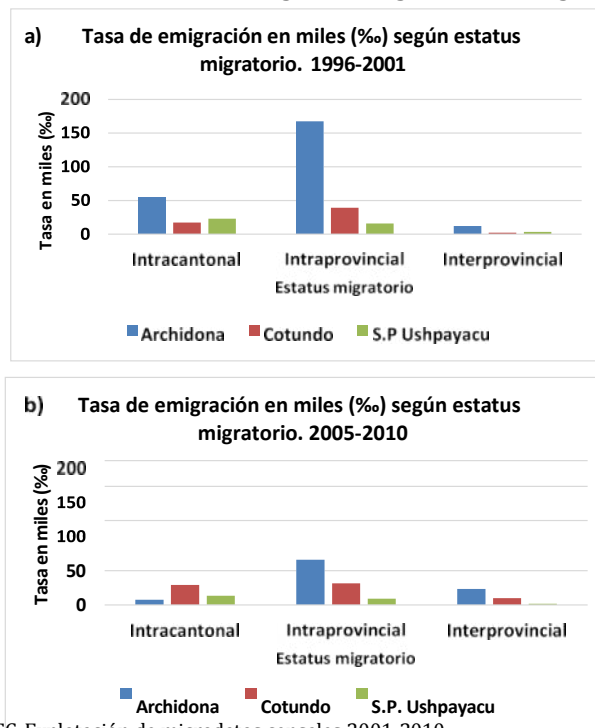 a) Tasa de emigración en miles (‰) según estatus
migratorio. 1996-2001
Tasa en miles (‰)
200
150
100
50
0
Intracantonal Intraprovincial Interprovincial
Estatus migratorio
Archidona Cotundo S.P Ushpayacu
b) Tasa de emigración en miles (‰) según estatus
migratorio. 2005-2010
Tasa en miles (‰)
200
150
100
50
0
Intracantonal Intraprovincial Interprovincial
Estatus migratorio
Archidona Cotundo S.P. Ushpayacu